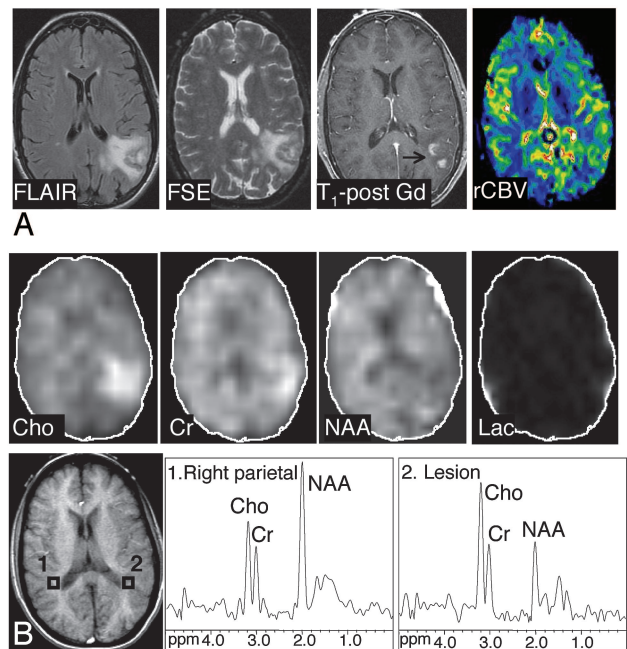 FLAIR
FSE
T₁-post Gd
rCBV
A
Cho
Cr
NAA
Lac
1
2
B
1.Right parietal
Cho
Cr
NAA
ppm 4.0 3.0 2.0 1.0
2. Lesion
Cho
Cr
NAA
ppm 4.0 3.0 2.0 1.0